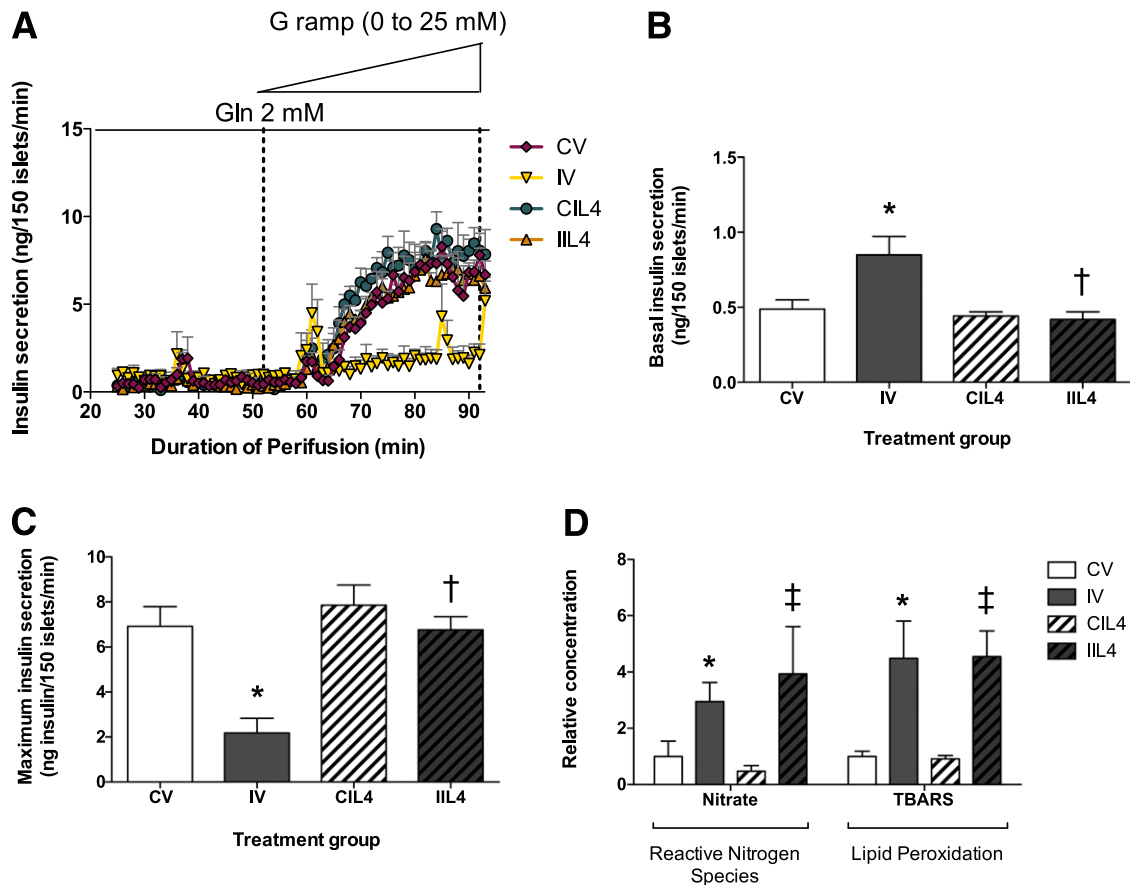 A
G ramp (0 to 25 mM)
Gln 2 mM
Insulin secretion (ng/150 islets/min)
15
10
5
0
20 30 40 50 60 70 80 90
Duration of Perifusion (min)
CV
IV
CIL4
IIL4
B
Basal insulin secretion
(ng/150 islets/min)
1.5
1.0
0.5
0.0
*
†
CV IV CIL4 IIL4
Treatment group
C
Maximum insulin secretion
(ng insulin/150 islets/min)
10
8
6
4
2
0
*
†
CV IV CIL4 IIL4
Treatment group
D
Relative concentration
8
6
4
2
0
* ‡ * ‡
Nitrate TBARS
Reactive Nitrogen
Species
Lipid Peroxidation
CV
IV
CIL4
IIL4